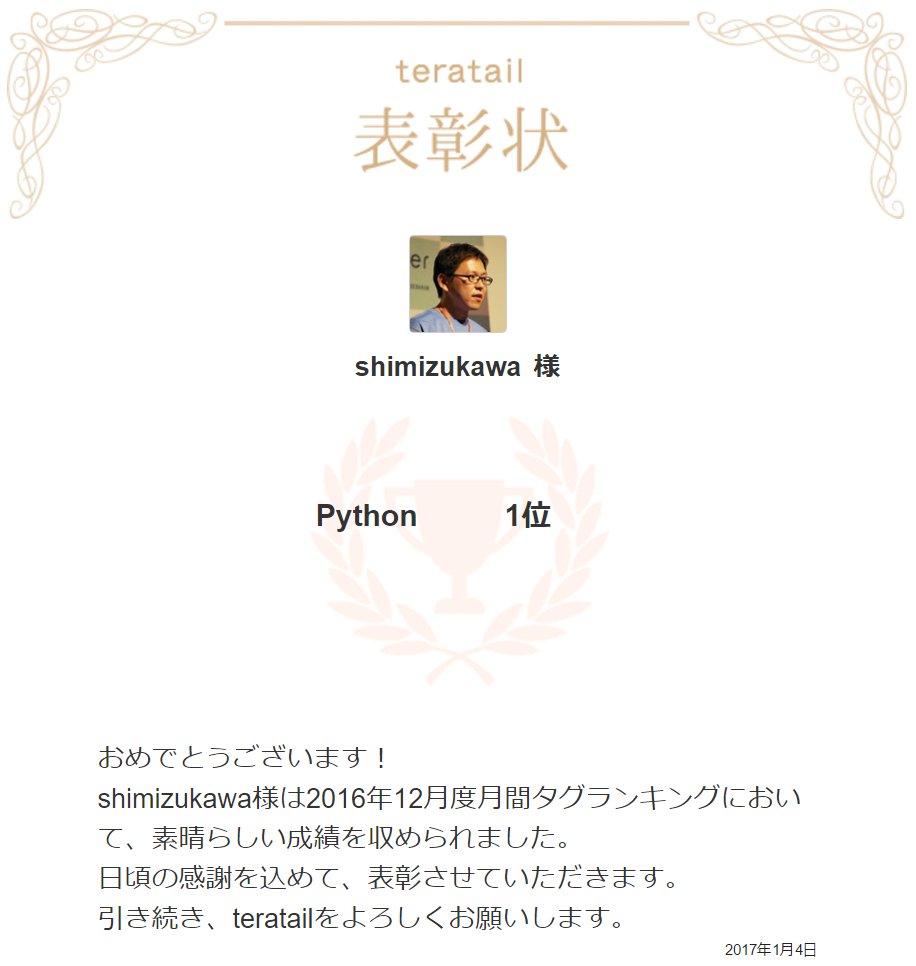 teratail
表彰状
er
shimizukawa 様
Python 1位
おめでとうございます！
shimizukawa様は2016年12月度月間タグランキングにおい
て、素晴らしい成績を収められました。
日頃の感謝を込めて、表彰させていただきます。
引き続き、teratailをよろしくお願いします。
2017年1月4日